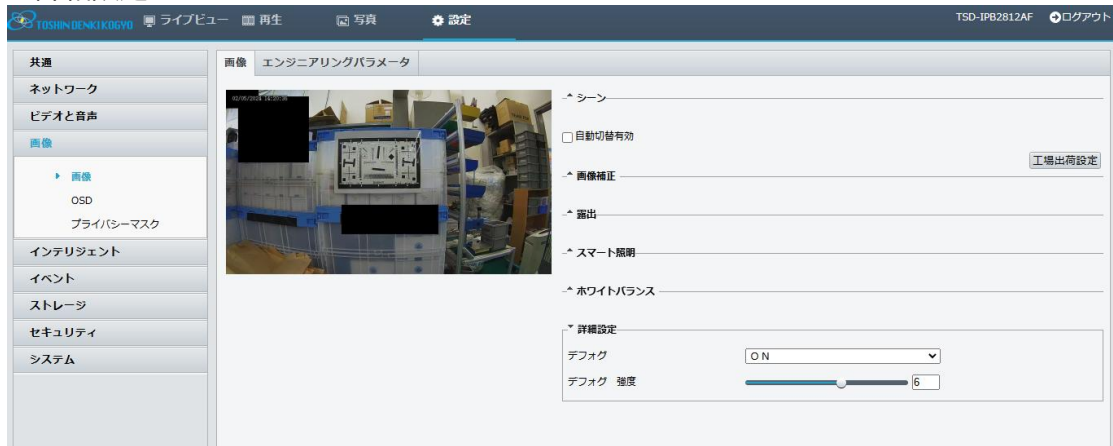 TOSHIN DENKI KOGYO ライブビュー 再生 写真 設定 TSD-IPB2812AF ログアウト
共通
ネットワーク
ビデオと音声
画像
画像
OSD
プライバシーマスク
インテリジェント
イベント
ストレージ
セキュリティ
システム
画像 エンジニアリングパラメータ
シーン
自動切替有効
工場出荷設定
画像補正
露出
スマート照明
ホワイトバランス
詳細設定
デフォグ ON
デフォグ 強度 6